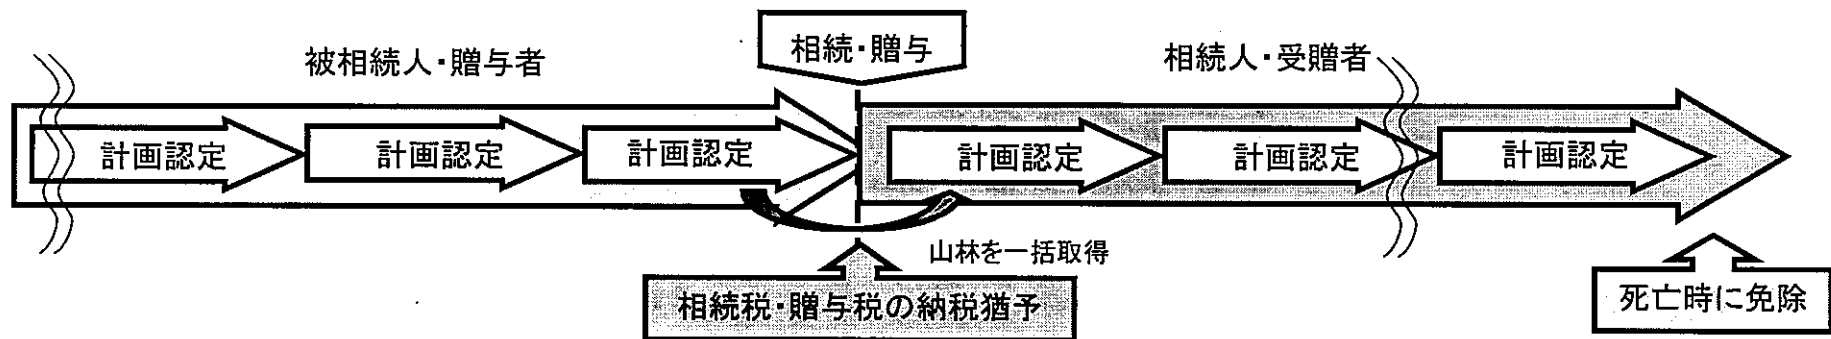 相続・贈与
被相続人・贈与者
相続人・受贈者
計画認定
計画認定
計画認定
計画認定
計画認定
計画認定
山林を一括取得
相続税・贈与税の納税猶予
死亡時に免除